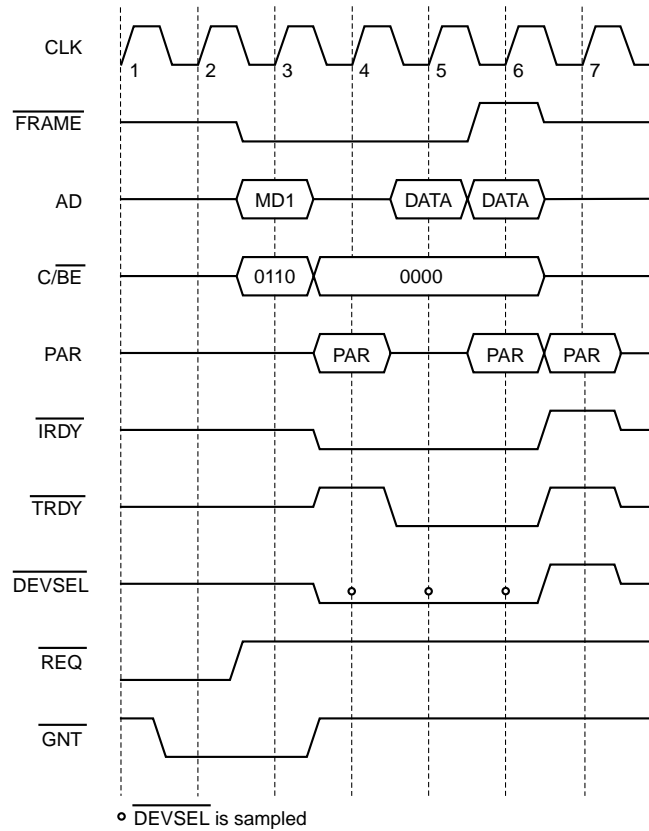 CLK
1 2 3 4 5 6 7
FRAME
AD MD1 DATA DATA
C/BE 0110 0000
PAR PAR PAR PAR
IRDY
TRDY
DEVSEL
REQ
GNT
DEVSEL is sampled